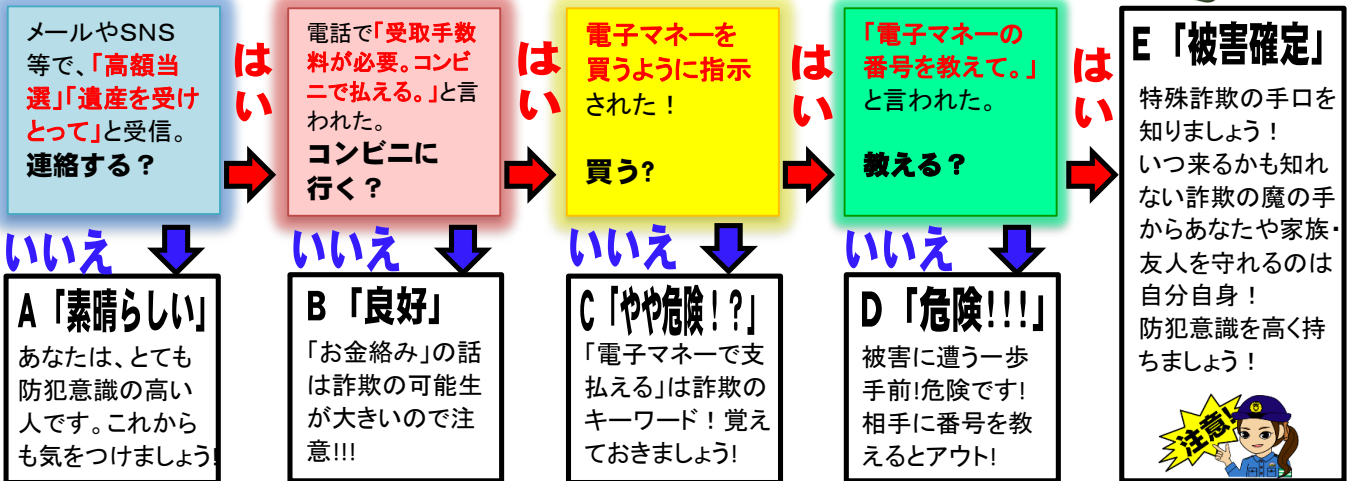 メールやSNS
等で、「高額当
選」「遺産を受け
とって」と受信。
連絡する？
はい
電話で「受取手数
料が必要。コンビ
ニで払える。」と言
われた。
コンビニに
行く？
はい
電子マネーを
買うように指示
された！
買う?
はい
「電子マネーの
番号を教えて。」
と言われた。
教える？
はい
いいえ
いいえ
いいえ
いいえ
A「素晴らしい」
あなたは、とても
防犯意識の高い
人です。これから
も気をつけましょう!
B「良好」
「お金絡み」の話
は詐欺の可能生
が大きいので注
意!!!
C「やや危険！？」
「電子マネーで支
払える」は詐欺の
キーワード！覚え
ておきましょう!
D「危険!!!」
被害に遭う一歩
手前!危険です!
相手に番号を教
えるとアウト!
E「被害確定」
特殊詐欺の手口を
知りましょう！
いつ来るかも知れ
ない詐欺の魔の手
からあなたや家族・
友人を守れるのは
自分自身！
防犯意識を高く持
ちましょう！
注意!